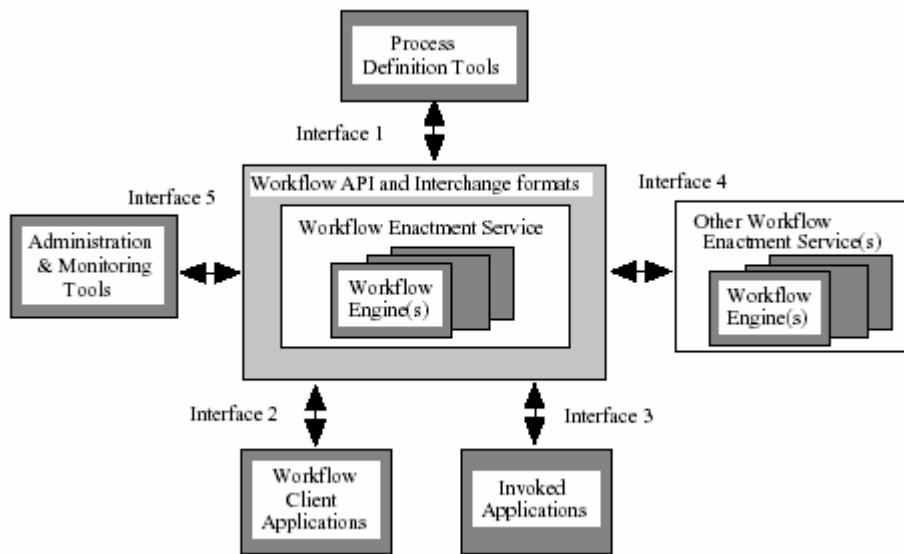 Process
Definition Tools
Interface 1
Workflow API and Interchange formats
Interface 4
Interface 5
Workflow Enactment Service
Other Workflow
Enactment Service(s)
Administration
& Monitoring
Tools
Workflow
Engine(s)
Workflow
Engine(s)
Interface 2
Interface 3
Workflow
Client
Applications
Invoked
Applications